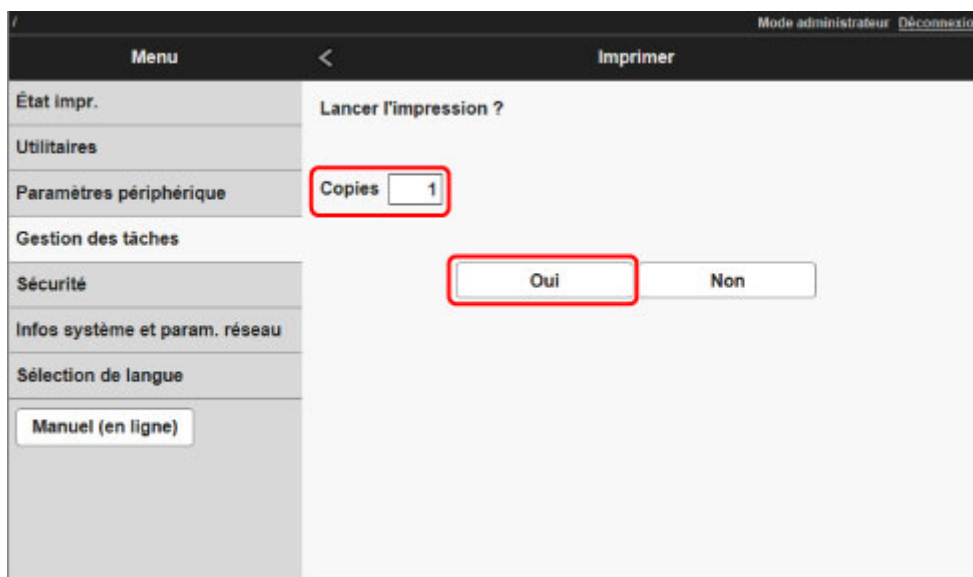 /
Mode administrateur Déconnexio
Menu
< Imprimer
État impr.
Utilitaires
Paramètres périphérique
Gestion des tâches
Sécurité
Infos système et param. réseau
Sélection de langue
Manuel (en ligne)
Lancer l'impression ?
Copies 1
Oui Non